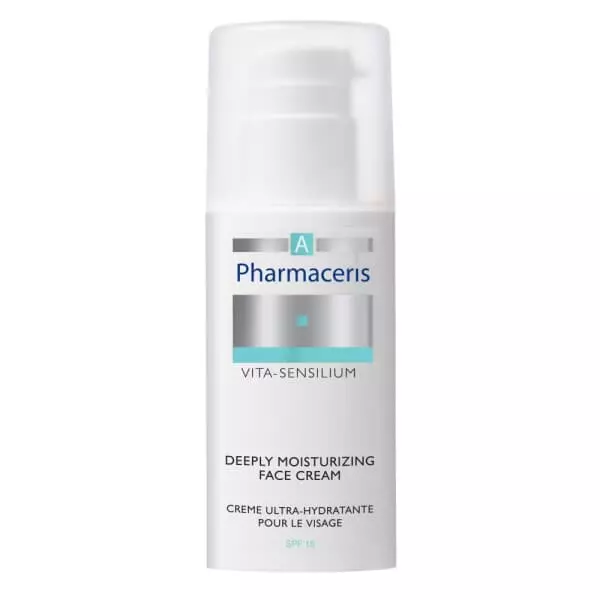 A
Pharmaceris
VITA-SENSILIUM
DEEPLY MOISTURIZING
FACE CREAM
CREME ULTRA-HYDRATANTE
POUR LE VISAGE
SPF 15